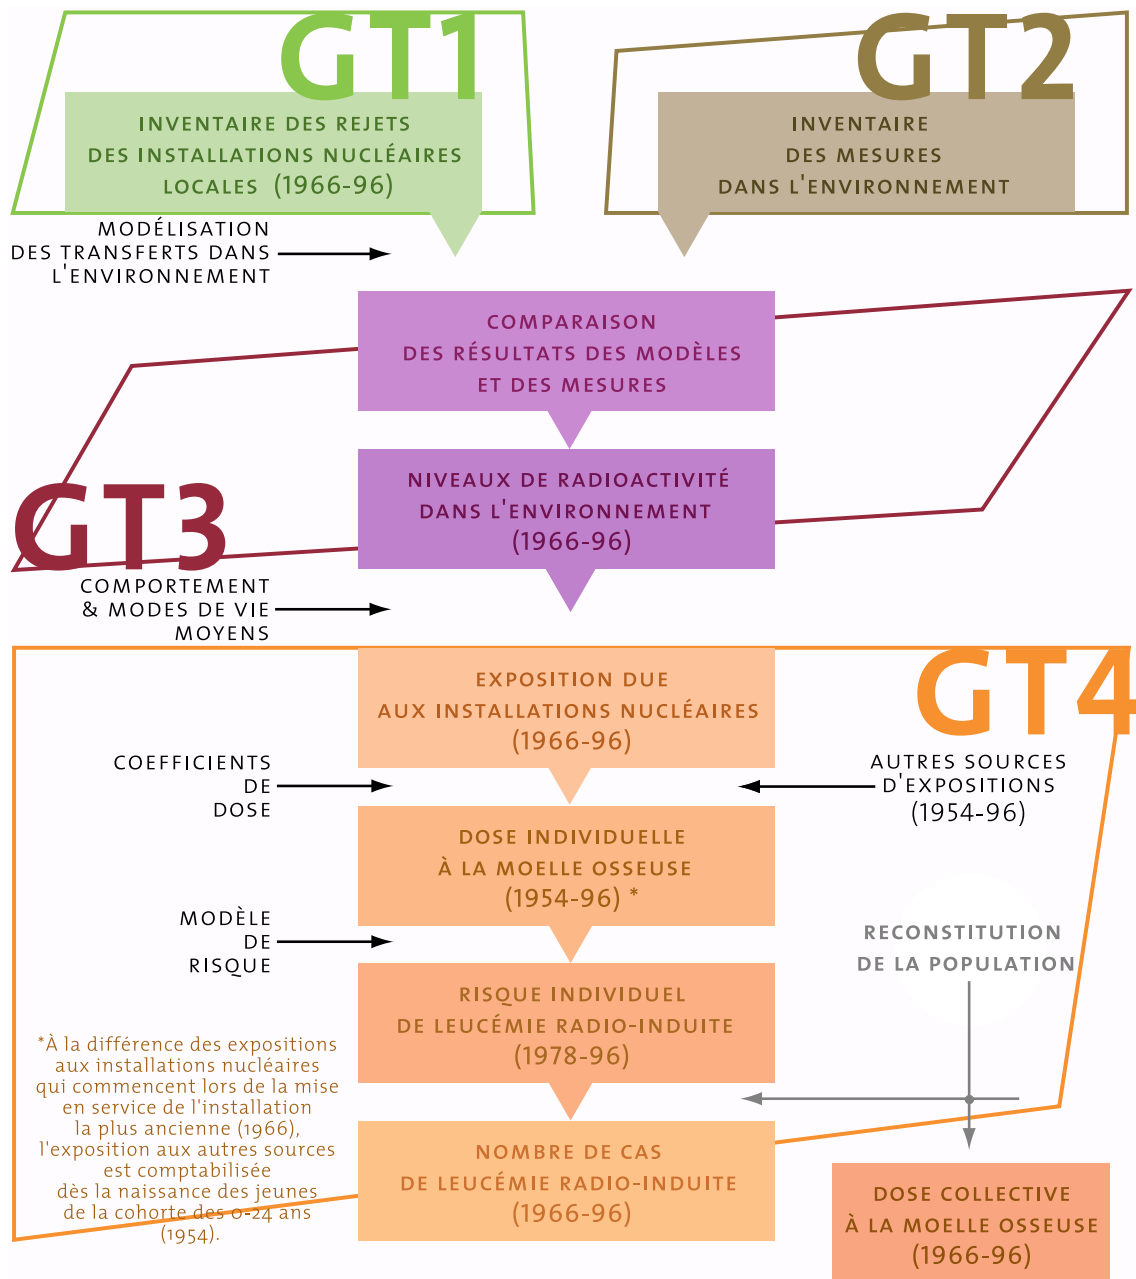 GT1
INVENTAIRE DES REJETS
DES INSTALLATIONS NUCLÉAIRES
LOCALES (1966-96)
GT2
INVENTAIRE
DES MESURES
DANS L'ENVIRONNEMENT
MODÉLISATION
DES TRANSFERTS DANS
L'ENVIRONNEMENT
COMPARAISON
DES RÉSULTATS DES MODÈLES
ET DES MESURES
GT3
NIVEAUX DE RADIOACTIVITÉ
DANS L'ENVIRONNEMENT
(1966-96)
COMPORTEMENT
& MODES DE VIE
MOYENS
GT4
EXPOSITION DUE
AUX INSTALLATIONS NUCLÉAIRES
(1966-96)
COEFFICIENTS
DE
DOSE
AUTRES SOURCES
D'EXPOSITIONS
(1954-96)
DOSE INDIVIDUELLE
À LA MOELLE OSSEUSE
(1954-96) *
MODÈLE
DE
RISQUE
RECONSTITUTION
DE LA POPULATION
RISQUE INDIVIDUEL
DE LEUCÉMIE RADIO-INDUITE
(1978-96)
*À la différence des expositions
aux installations nucléaires
qui commencent lors de la mise
en service de l'installation
la plus ancienne (1966),
l'exposition aux autres sources
est comptabilisée
dès la naissance des jeunes
de la cohorte des 0-24 ans
(1954).
NOMBRE DE CAS
DE LEUCÉMIE RADIO-INDUITE
(1966-96)
DOSE COLLECTIVE
À LA MOELLE OSSEUSE
(1966-96)